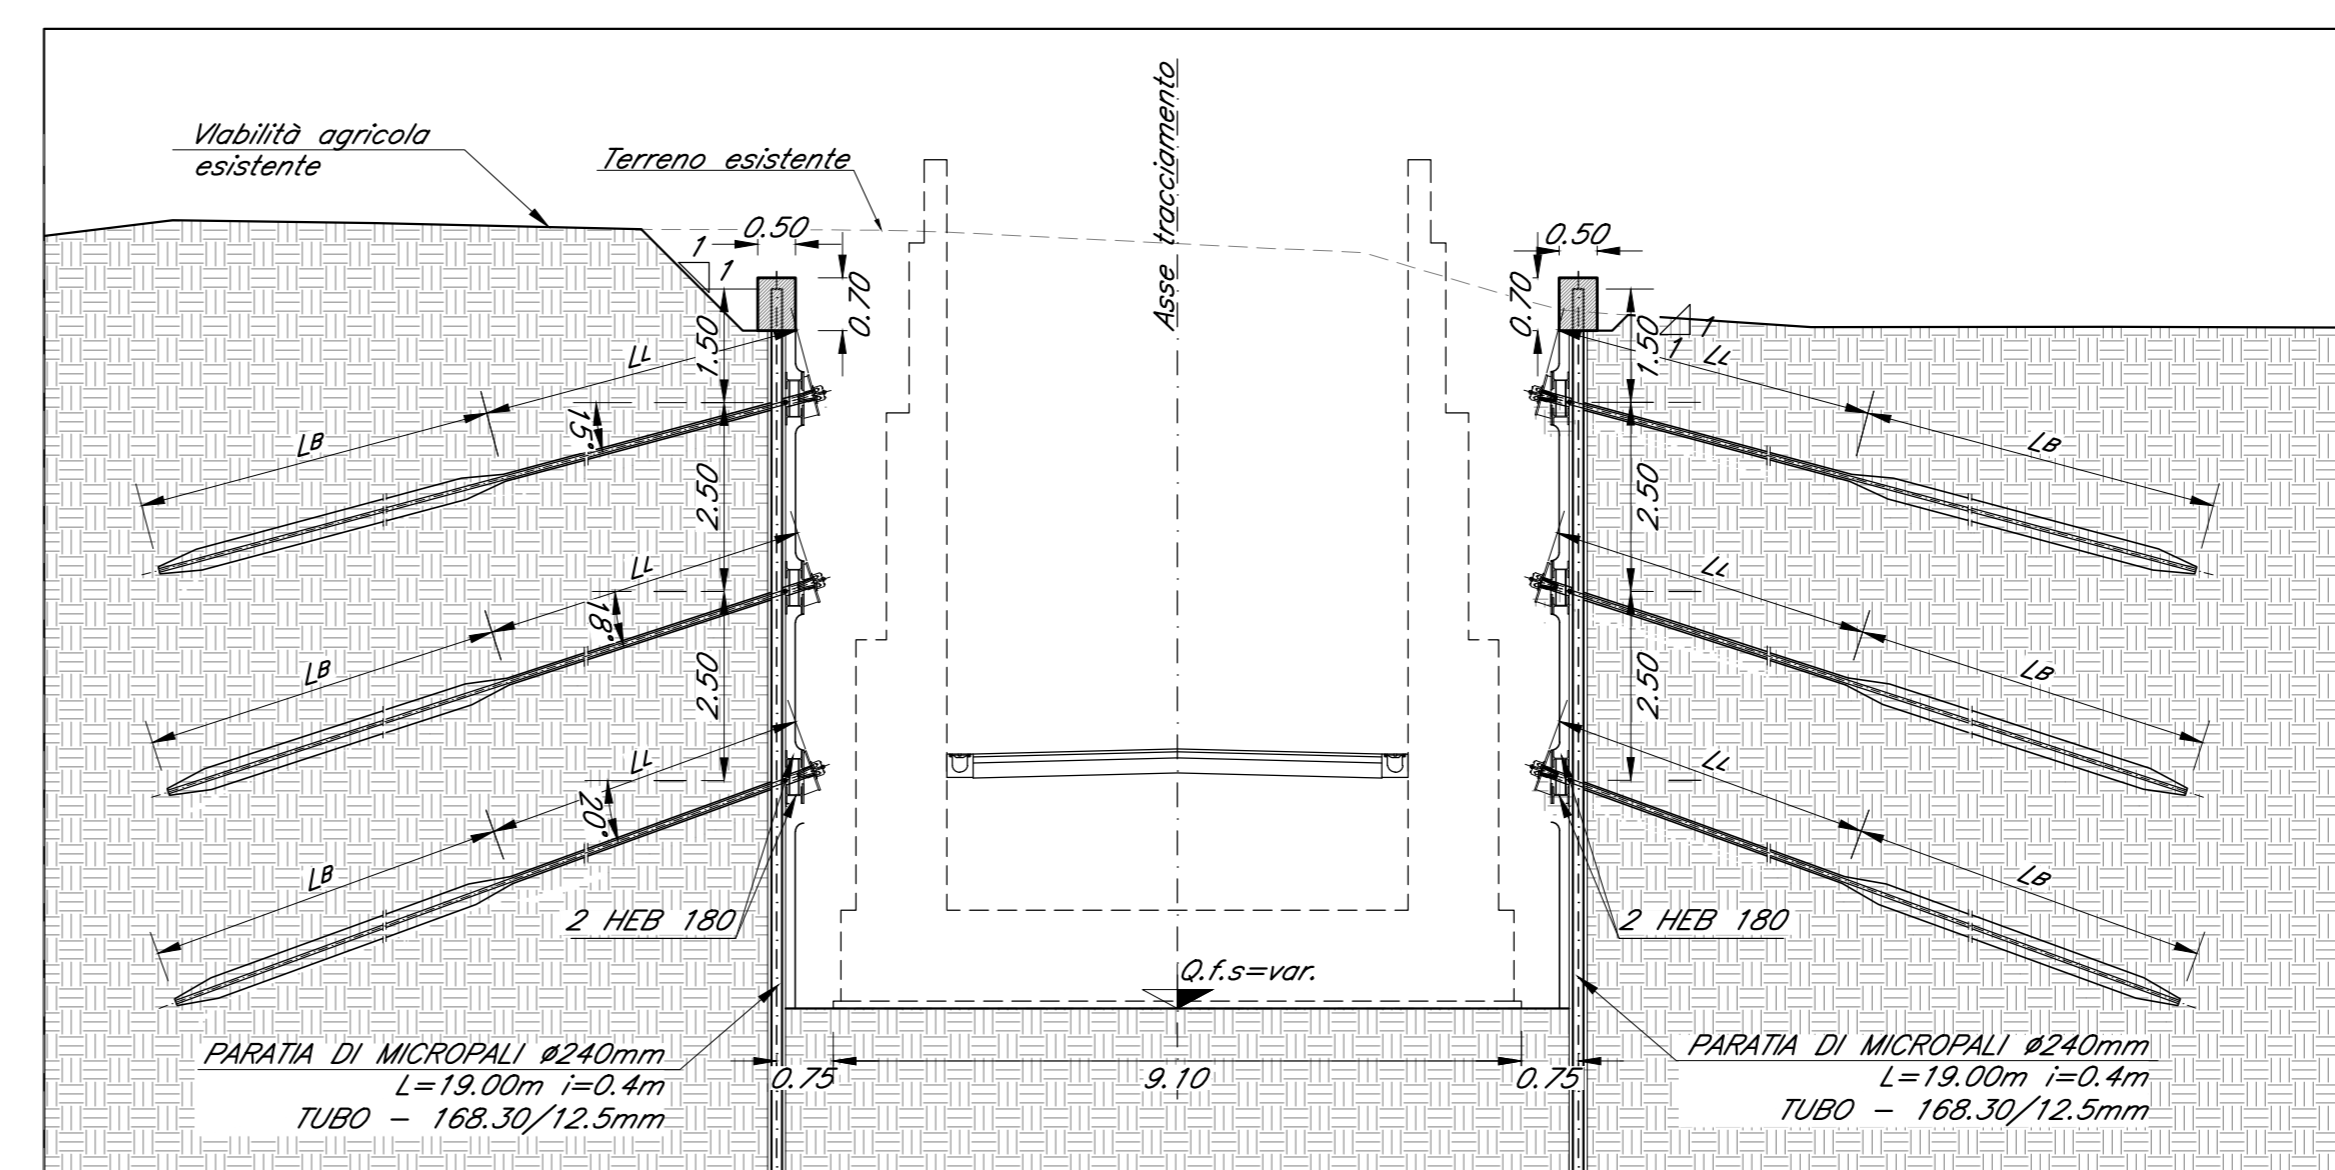 Vlabilità agricola
esistente
Terreno esistente
Asse tracciamento
0.50
0.50
1
1
0.70
0.70
1.50
1.50
1
1
LL
LL
LB
LB
15°
2.50
2.50
LL
LL
LB
LB
18°
2.50
2.50
LL
LL
LB
LB
20°
2 HEB 180
2 HEB 180
Q.f.s=var.
PARATIA DI MICROPALI ø240mm
L=19.00m i=0.4m
TUBO - 168.30/12.5mm
0.75
9.10
0.75
PARATIA DI MICROPALI ø240mm
L=19.00m i=0.4m
TUBO - 168.30/12.5mm